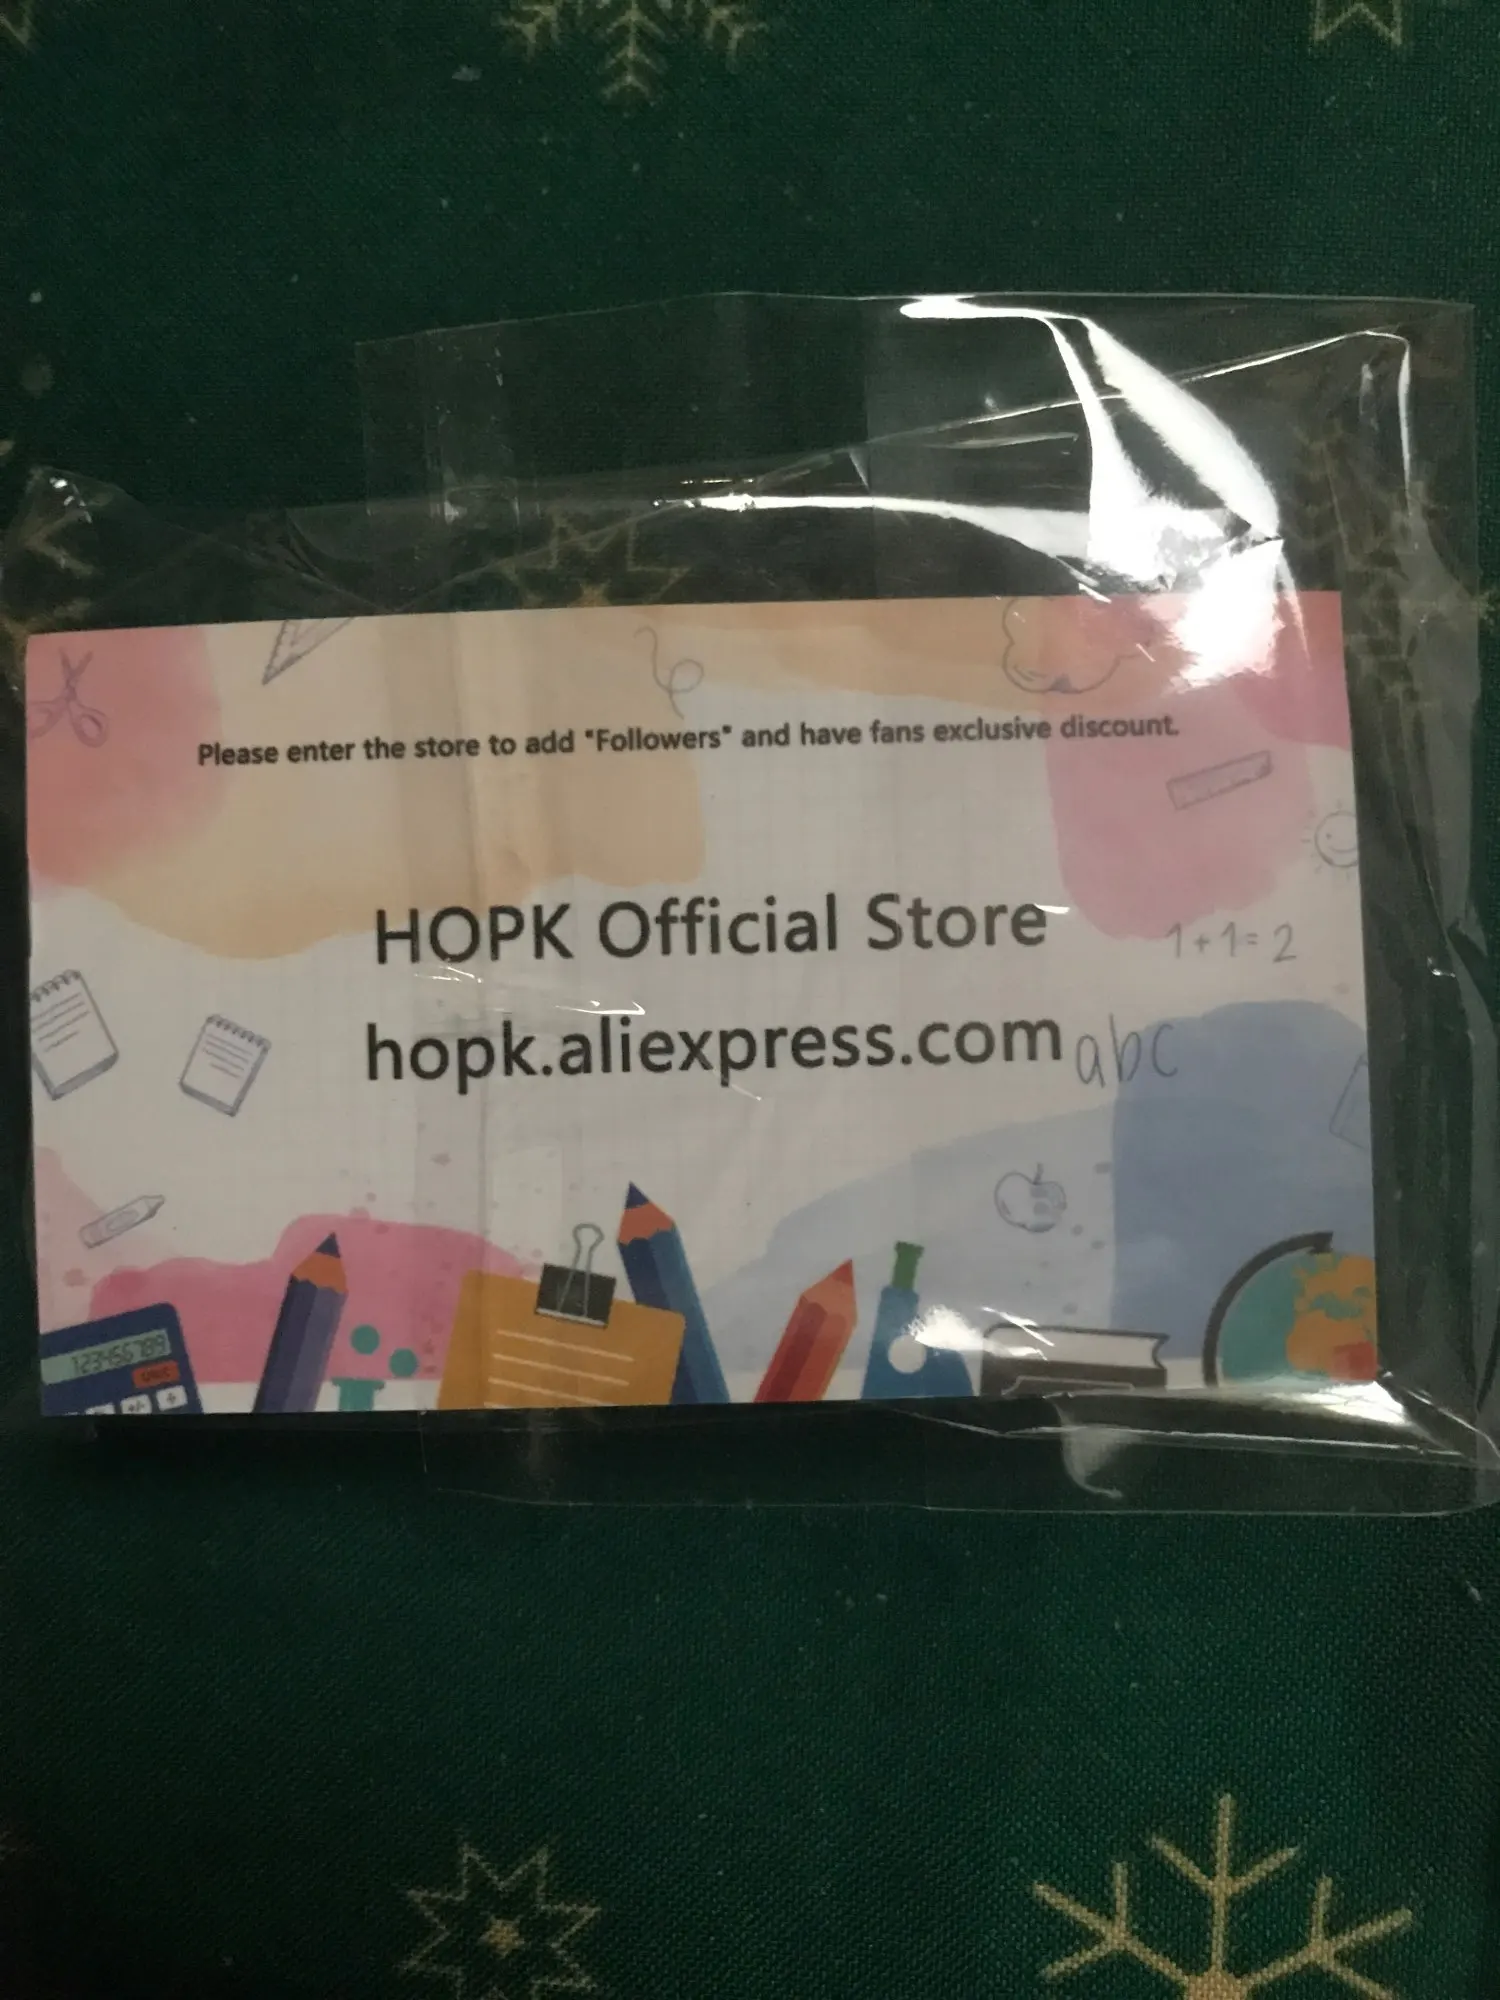 Please enter the store to add "Followers" and have fans exclusive discount.
HOPK Official Store
1+1=2
hopk.aliexpress.com
abc
123456789
+/-
÷